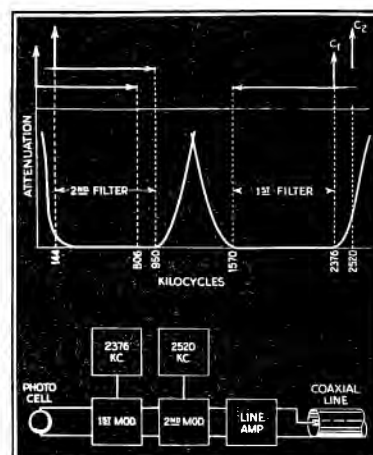 C1
C2
ATTENUATION
2ND FILTER
1ST FILTER
144
806
950
1570
2376
2520
KILOCYCLES
2376
KC
2520
KC
PHOTO
CELL
1ST MOD
2ND MOD
LINE
AMP
COAXIAL
LINE